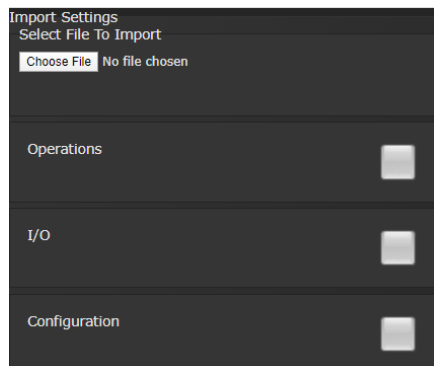 Import Settings
Select File To Import
Choose File No file chosen
Operations
I/O
Configuration